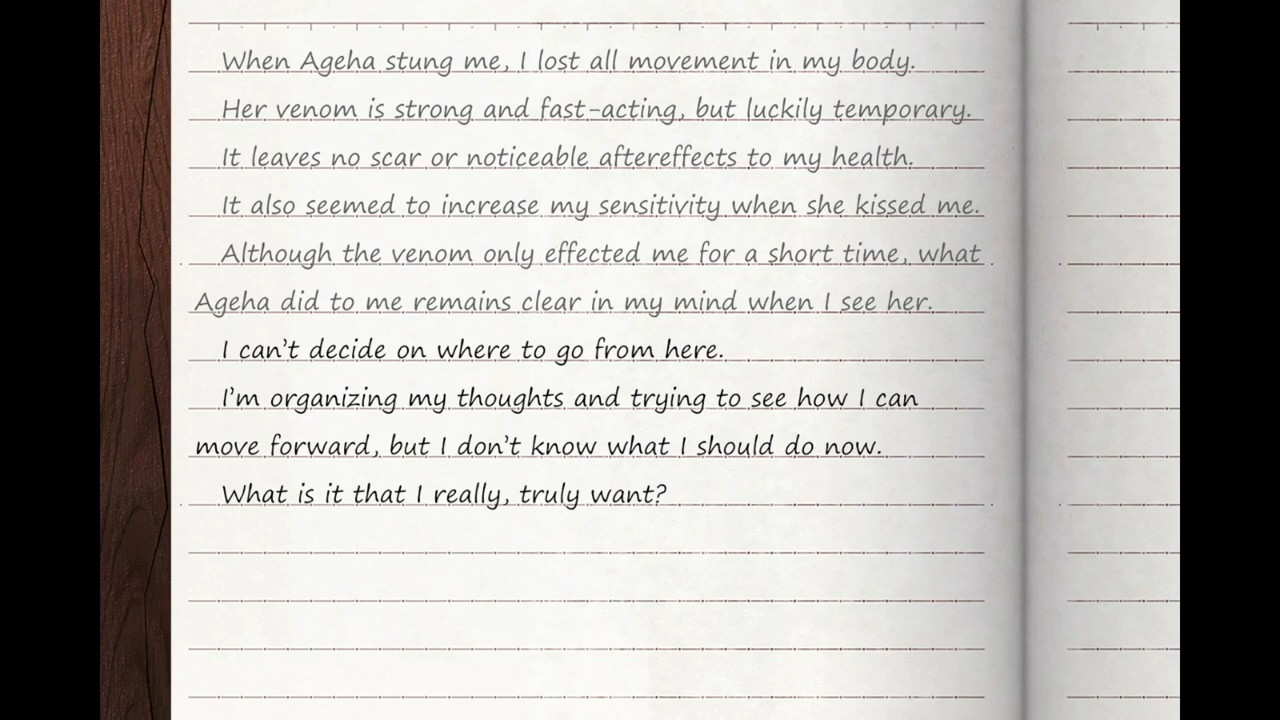 When Ageha stung me, I lost all movement in my body.
Her venom is strong and fast-acting, but luckily temporary.
It leaves no scar or noticeable aftereffects to my health.
It also seemed to increase my sensitivity when she kissed me.
Although the venom only effected me for a short time, what
Ageha did to me remains clear in my mind when I see her.
I can't decide on where to go from here.
I'm organizing my thoughts and trying to see how I can
move forward, but I don't know what I should do now.
What is it that I really, truly want?